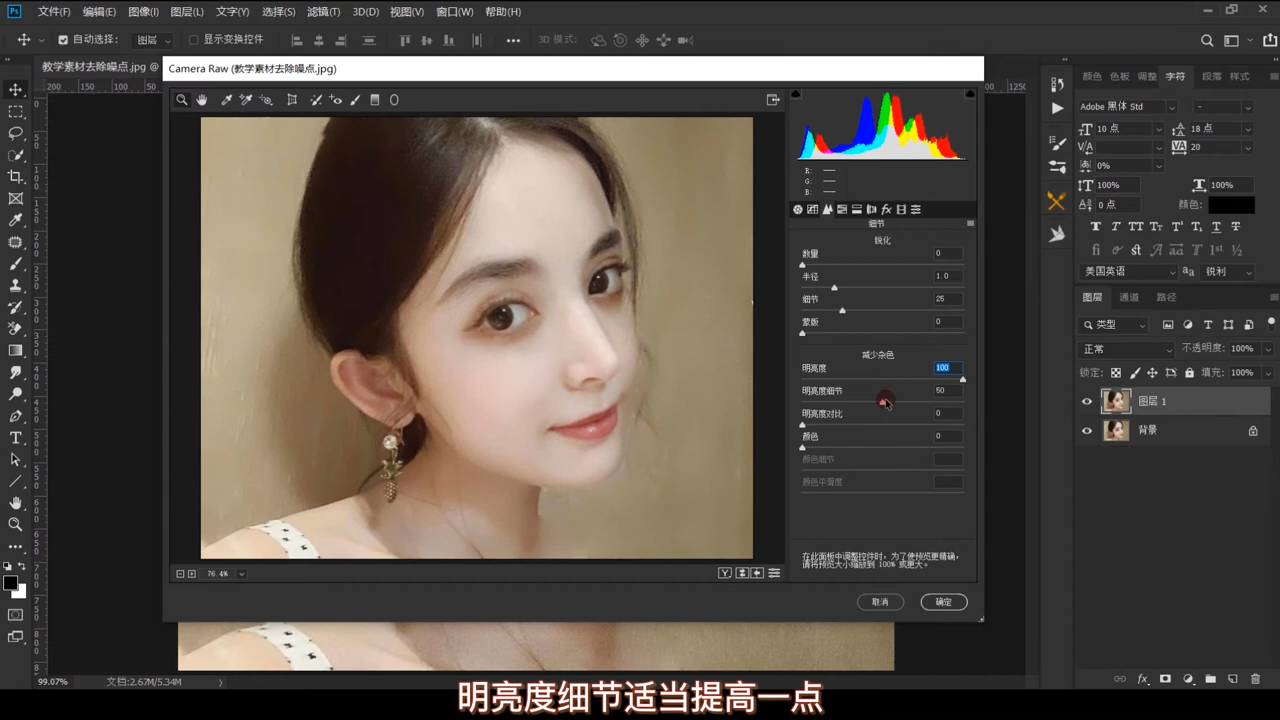 Ps 文件(F) 编辑(E) 图像(I) 图层(L) 文字(Y) 选择(S) 滤镜(T) 3D(D) 视图(V) 窗口(W) 帮助(H)
自动选择: 图层 显示变换控件 3D 模式:
教学素材去除噪点.jpg @
Camera Raw (教学素材去除噪点.jpg)
200 150 100 50
R: —
G: —
B: —
细节
锐化
数量 0
半径 1.0
细节 25
蒙版 0
减少杂色
明亮度 100
明亮度细节 50
明亮度对比 0
颜色 0
颜色细节
颜色平滑度
在此面板中调整控件时，为了使预览更精确，
请将预览大小缩放到 100% 或更大。
76.4%
Y
取消 确定
颜色 色板 调整 字符 段落 样式
Adobe 黑体 Std -
10 点 18 点
20
0%
100% 100%
0 点 颜色:
美国英语 锐利
图层 通道 路径
类型
正常 不透明度: 100%
锁定: 填充: 100%
图层 1
背景
99.07% 文档:2.67M/5.34M
明亮度细节适当提高一点